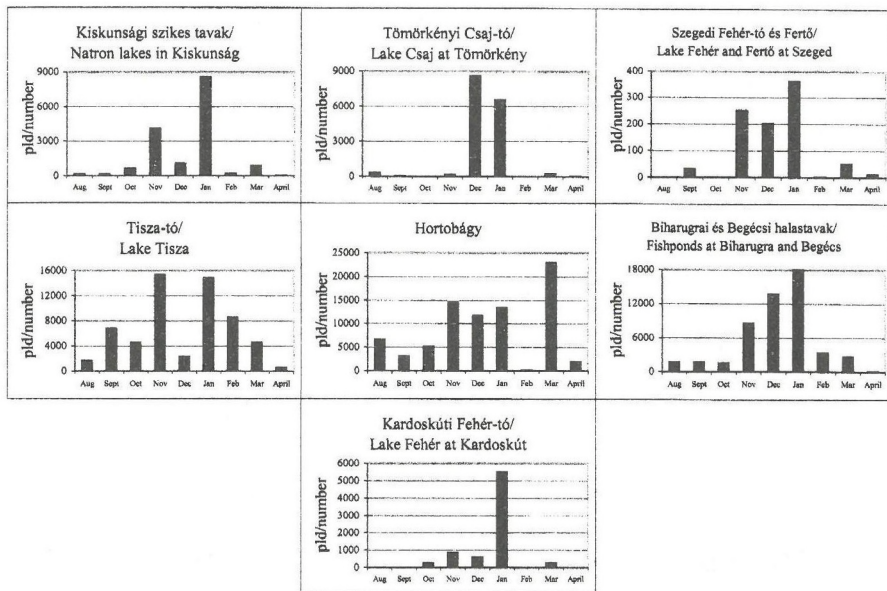 Kiskunsági szikes tavak/
Natron lakes in Kiskunság
pld/number
9000
6000
3000
0
Aug Sept Oct Nov Dec Jan Feb Mar April
Tömörkényi Csaj-tó/
Lake Csaj at Tömörkény
pld/number
9000
6000
3000
0
Aug Sept Oct Nov Dec Jan Feb Mar April
Szegedi Fehér-tó és Fertő/
Lake Fehér and Fertő at Szeged
pld/number
400
300
200
100
0
Aug Sept Oct Nov Dec Jan Feb Mar April
Tisza-tó/
Lake Tisza
pld/number
16000
12000
8000
4000
0
Aug Sept Oct Nov Dec Jan Feb Mar April
Hortobágy
pld/number
25000
20000
15000
10000
5000
0
Aug Sept Oct Nov Dec Jan Feb Mar April
Biharugrai és Begécsi halastavak/
Fishponds at Biharugra and Begécs
pld/number
18000
12000
6000
0
Aug Sept Oct Nov Dec Jan Feb Mar April
Kardoskúti Fehér-tó/
Lake Fehér at Kardoskút
pld/number
6000
5000
4000
3000
2000
1000
0
Aug Sept Oct Nov Dec Jan Feb Mar April